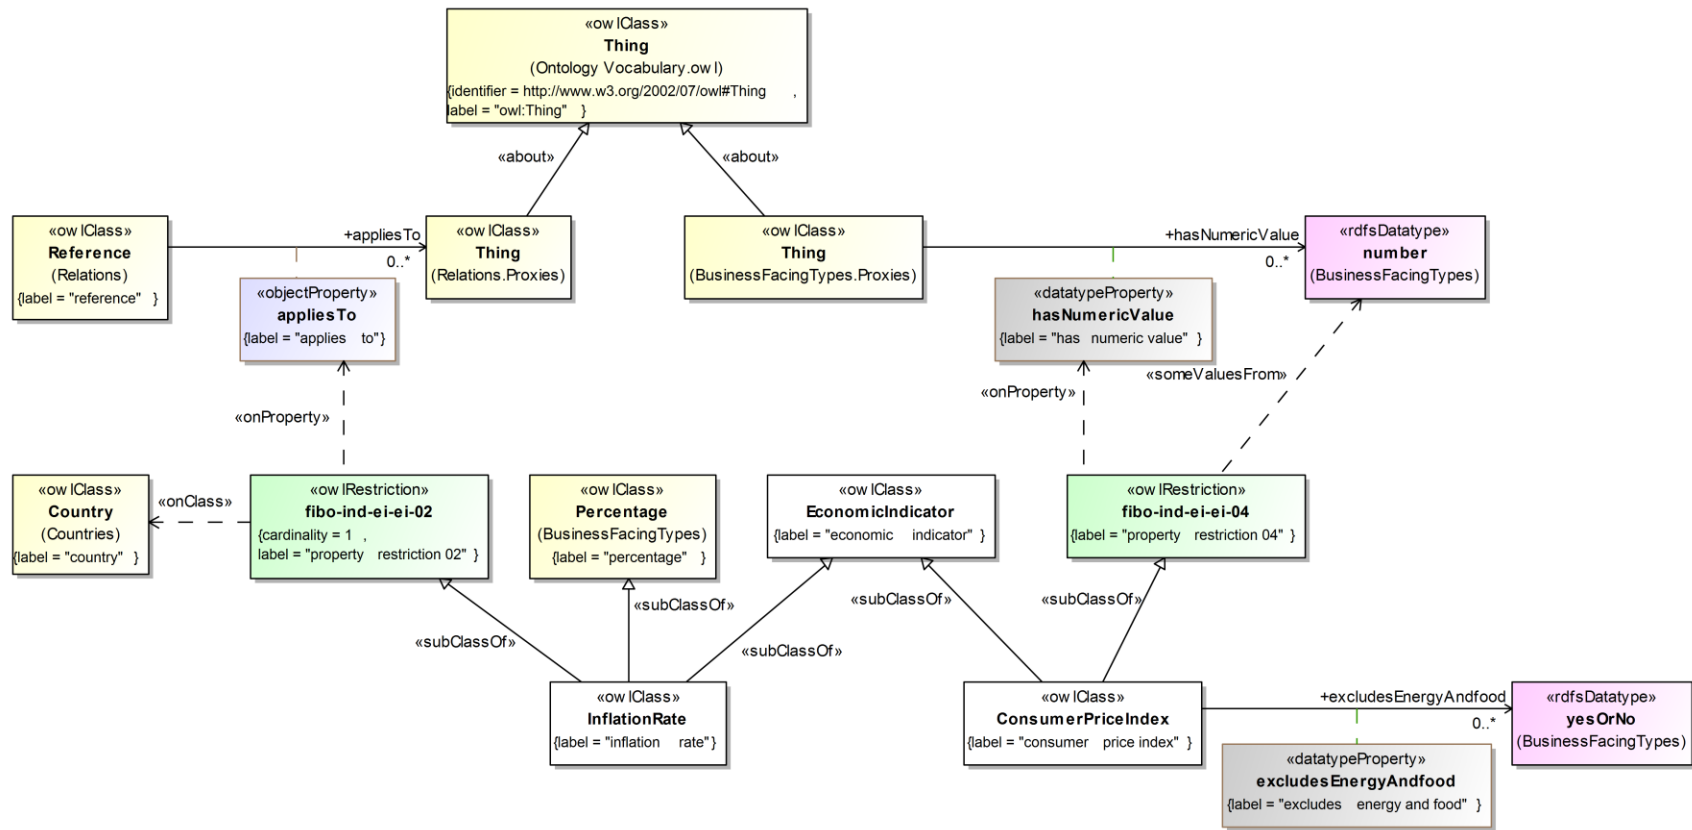 «owlClass»
Thing
(Ontology Vocabulary.owl)
{identifier = http://www.w3.org/2002/07/owl#Thing ,
label = "owl:Thing" }
«about»
«about»
«owlClass»
Reference
(Relations)
{label = "reference" }
+appliesTo
0..*
«owlClass»
Thing
(Relations.Proxies)
«owlClass»
Thing
(BusinessFacingTypes.Proxies)
+hasNumericValue
0..*
«rdfsDatatype»
number
(BusinessFacingTypes)
«objectProperty»
appliesTo
{label = "applies to"}
«datatypeProperty»
hasNumericValue
{label = "has numeric value" }
«onProperty»
«onProperty»
«someValuesFrom»
«owlClass»
Country
(Countries)
{label = "country" }
«onClass»
«owlRestriction»
fibo-ind-ei-ei-02
{cardinality = 1 ,
label = "property restriction 02" }
«owlClass»
Percentage
(BusinessFacingTypes)
{label = "percentage" }
«owlClass»
EconomicIndicator
{label = "economic indicator" }
«owlRestriction»
fibo-ind-ei-ei-04
{label = "property restriction 04" }
«subClassOf»
«subClassOf»
«subClassOf»
«subClassOf»
«subClassOf»
«owlClass»
InflationRate
{label = "inflation rate"}
«owlClass»
ConsumerPriceIndex
{label = "consumer price index" }
+excludesEnergyAndfood
0..*
«rdfsDatatype»
yesOrNo
(BusinessFacingTypes)
«datatypeProperty»
excludesEnergyAndfood
{label = "excludes energy and food" }